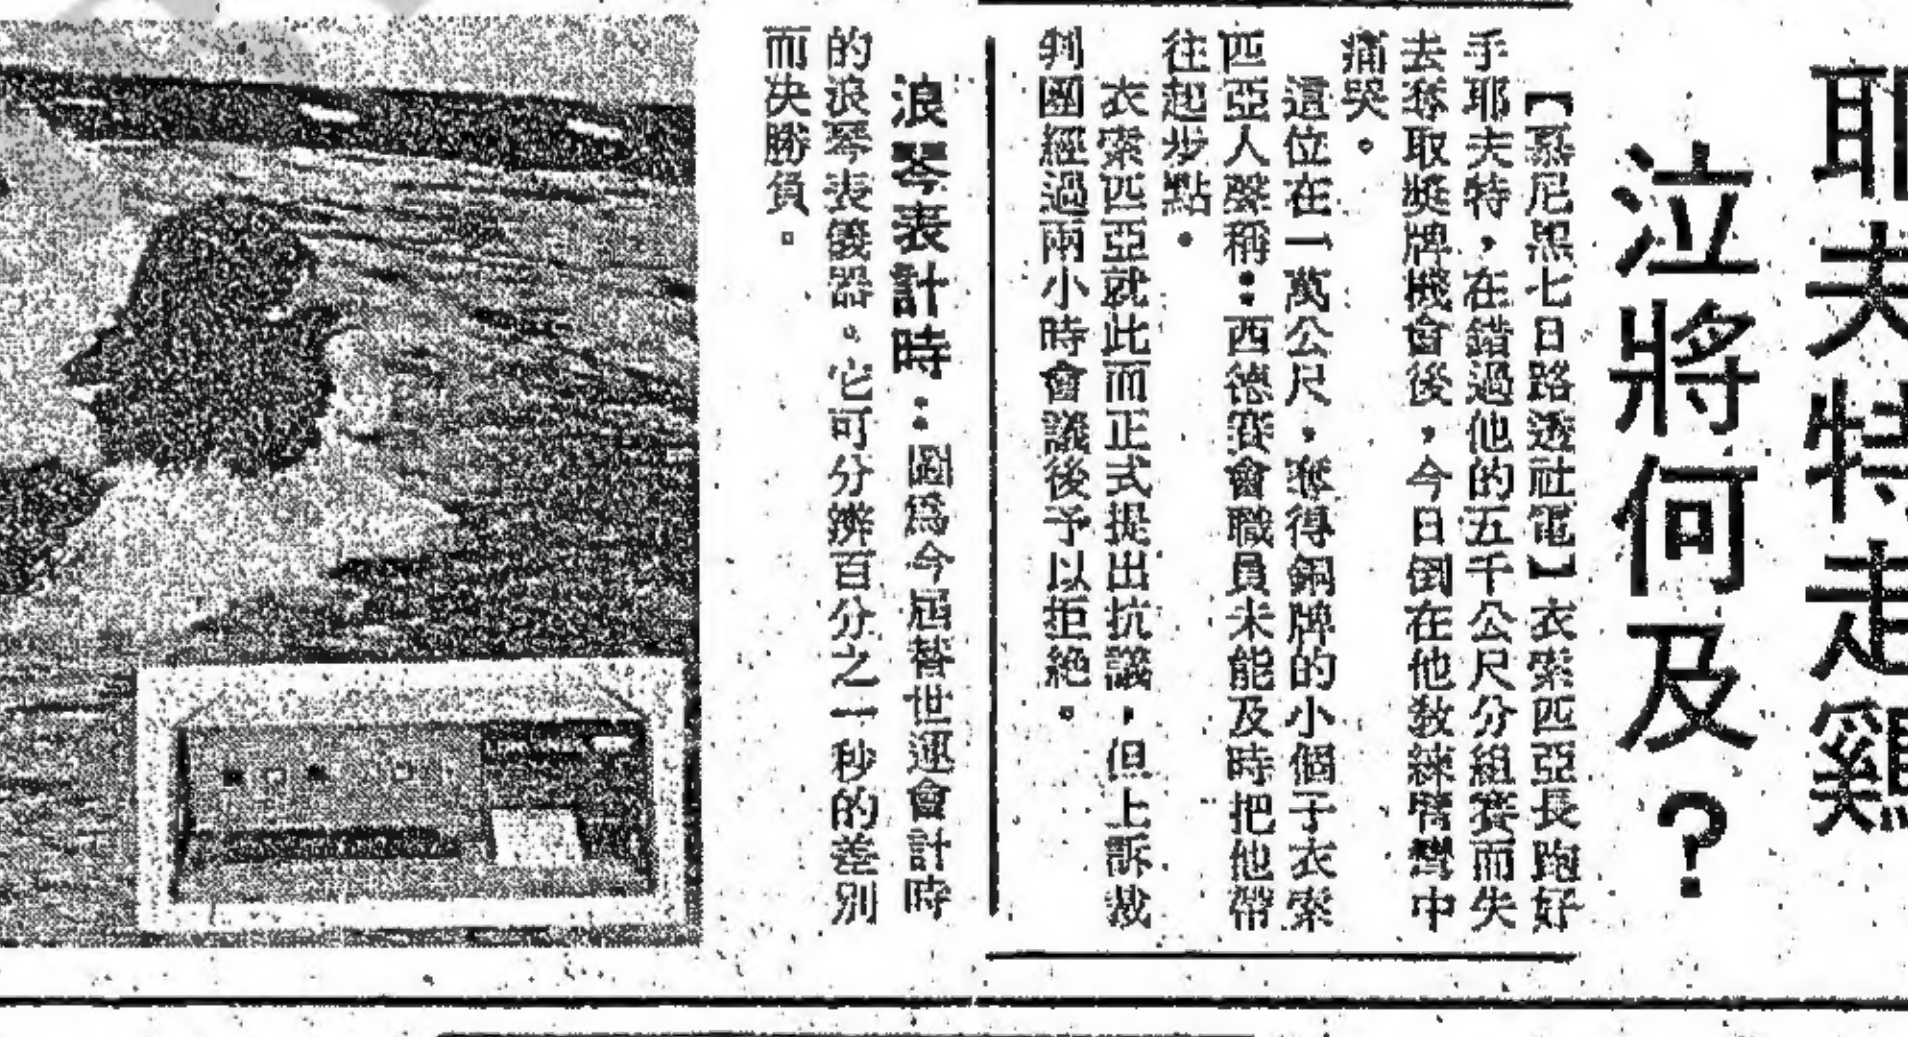 耶夫特走鷄
泣將何及？
【慕尼黑七日路透社電】衣索匹亞長跑好
手耶夫特，在錯過他的五千公尺分組賽而失
去奪取獎牌機會後，今日倒在他敎練臂彎中
痛哭。
這位在一萬公尺，奪得銅牌的小個子衣索
匹亞人聲稱：西德賽會職員未能及時把他帶
往起步點。
衣索匹亞就此而正式提出抗議，但上訴裁
判團經過兩小時會議後予以拒絶。
浪琴表計時：圖爲今屆替世運會計時
的浪琴表儀器。它可分辨百分之一秒的差別
而決勝負。